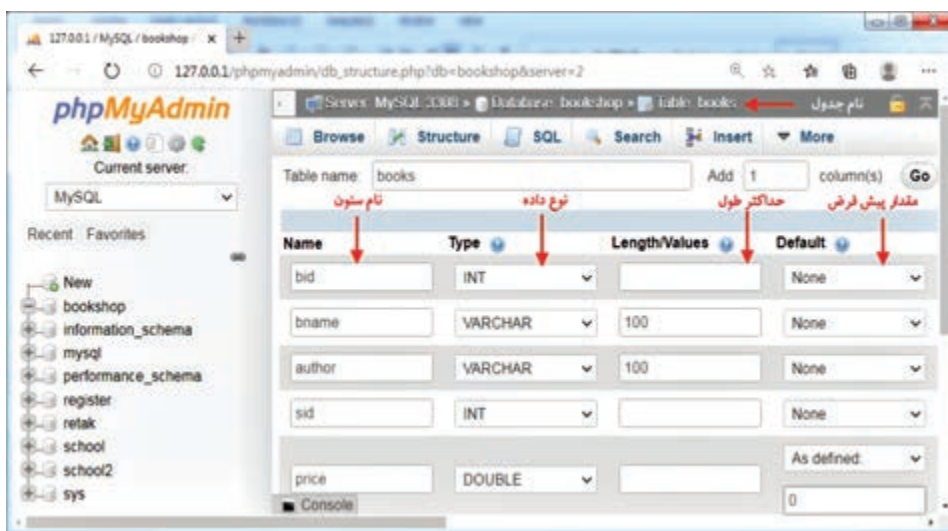 127.0.0.1 / MySQL / bookshop
127.0.0.1/phpmyadmin/db_structure.php?db=bookshop&server=2
phpMyAdmin
Current server:
MySQL
Recent Favorites
New
bookshop
information_schema
mysql
performance_schema
register
retak
school
school2
sys
Server: MySQL:3308 » Database: bookshop » Table: books
نام جدول
Browse Structure SQL Search Insert More
Table name: books Add 1 column(s) Go
نام ستون نوع داده حداکثر طول مقدار پیش فرض
Name Type Length/Values Default
bid INT None
bname VARCHAR 100 None
author VARCHAR 100 None
sid INT None
price DOUBLE As defined:
0
Console